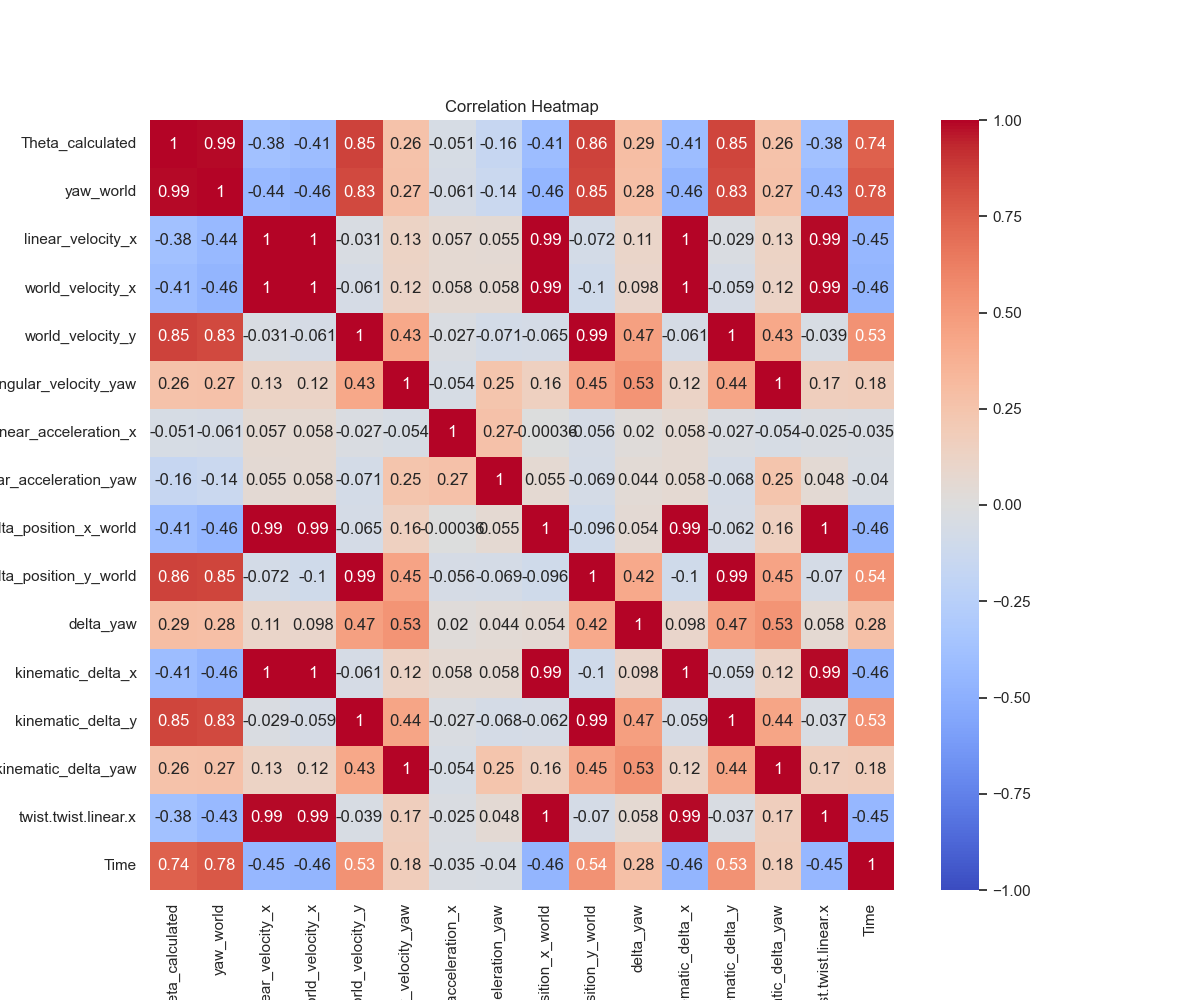 Correlation Heatmap
Theta_calculated 1 0.99 -0.38 -0.41 0.85 0.26 -0.051 -0.16 -0.41 0.86 0.29 -0.41 0.85 0.26 -0.38 0.74
yaw_world 0.99 1 -0.44 -0.46 0.83 0.27 -0.061 -0.14 -0.46 0.85 0.28 -0.46 0.83 0.27 -0.43 0.78
linear_velocity_x -0.38 -0.44 1 1 -0.031 0.13 0.057 0.055 0.99 -0.072 0.11 1 -0.029 0.13 0.99 -0.45
world_velocity_x -0.41 -0.46 1 1 -0.061 0.12 0.058 0.058 0.99 -0.1 0.098 1 -0.059 0.12 0.99 -0.46
world_velocity_y 0.85 0.83 -0.031 -0.061 1 0.43 -0.027 -0.071 -0.065 0.99 0.47 -0.061 1 0.43 -0.039 0.53
ngular_velocity_yaw 0.26 0.27 0.13 0.12 0.43 1 -0.054 0.25 0.16 0.45 0.53 0.12 0.44 1 0.17 0.18
near_acceleration_x -0.051 -0.061 0.057 0.058 -0.027 -0.054 1 0.27 -0.00036 -0.056 0.02 0.058 -0.027 -0.054 -0.025 -0.035
ar_acceleration_yaw -0.16 -0.14 0.055 0.058 -0.071 0.25 0.27 1 0.055 -0.069 0.044 0.058 -0.068 0.25 0.048 -0.04
lta_position_x_world -0.41 -0.46 0.99 0.99 -0.065 0.16 -0.00036 0.055 1 -0.096 0.054 0.99 -0.062 0.16 1 -0.46
lta_position_y_world 0.86 0.85 -0.072 -0.1 0.99 0.45 -0.056 -0.069 -0.096 1 0.42 -0.1 0.99 0.45 -0.07 0.54
delta_yaw 0.29 0.28 0.11 0.098 0.47 0.53 0.02 0.044 0.054 0.42 1 0.098 0.47 0.53 0.058 0.28
kinematic_delta_x -0.41 -0.46 1 1 -0.061 0.12 0.058 0.058 0.99 -0.1 0.098 1 -0.059 0.12 0.99 -0.46
kinematic_delta_y 0.85 0.83 -0.029 -0.059 1 0.44 -0.027 -0.068 -0.062 0.99 0.47 -0.059 1 0.44 -0.037 0.53
kinematic_delta_yaw 0.26 0.27 0.13 0.12 0.43 1 -0.054 0.25 0.16 0.45 0.53 0.12 0.44 1 0.17 0.18
twist.twist.linear.x -0.38 -0.43 0.99 0.99 -0.039 0.17 -0.025 0.048 1 -0.07 0.058 0.99 -0.037 0.17 1 -0.45
Time 0.74 0.78 -0.45 -0.46 0.53 0.18 -0.035 -0.04 -0.46 0.54 0.28 -0.46 0.53 0.18 -0.45 1
eta_calculated
yaw_world
ear_velocity_x
orld_velocity_x
orld_velocity_y
_velocity_yaw
acceleration_x
eleration_yaw
sition_x_world
sition_y_world
delta_yaw
matic_delta_x
matic_delta_y
atic_delta_yaw
st.twist.linear.x
Time
1.00
0.75
0.50
0.25
0.00
−0.25
−0.50
−0.75
−1.00